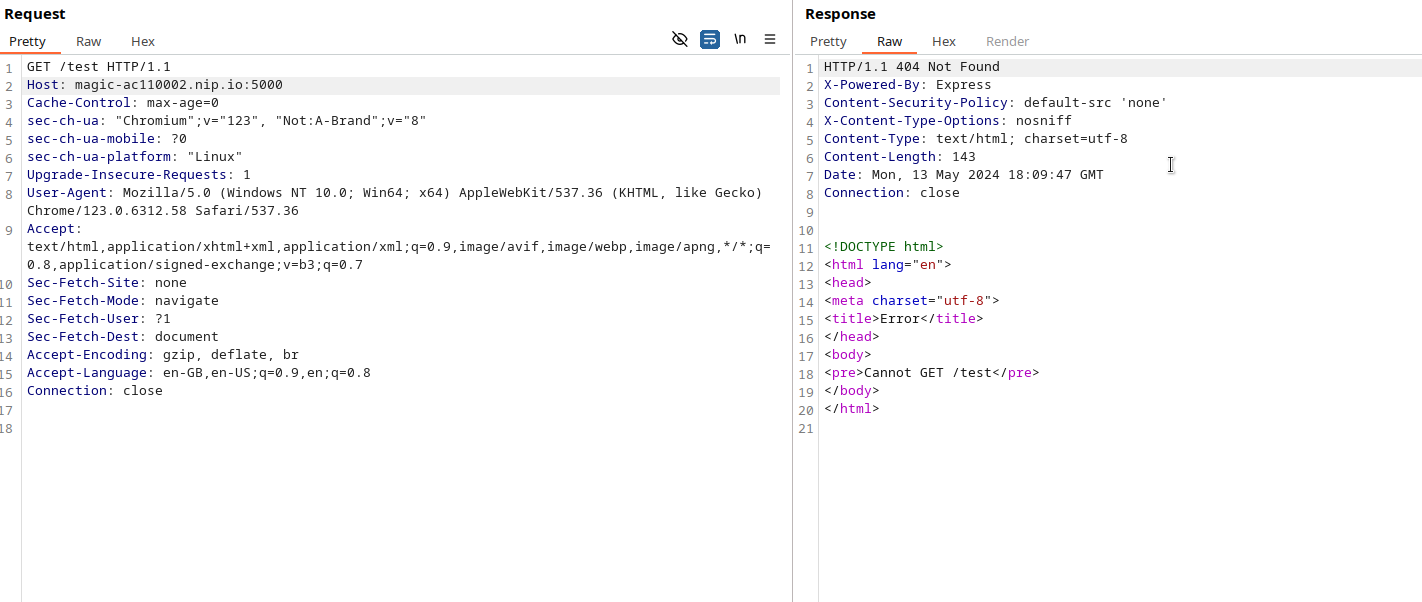 Request
Pretty Raw Hex \n
1 GET /test HTTP/1.1
2 Host: magic-ac110002.nip.io:5000
3 Cache-Control: max-age=0
4 sec-ch-ua: "Chromium";v="123", "Not:A-Brand";v="8"
5 sec-ch-ua-mobile: ?0
6 sec-ch-ua-platform: "Linux"
7 Upgrade-Insecure-Requests: 1
8 User-Agent: Mozilla/5.0 (Windows NT 10.0; Win64; x64) AppleWebKit/537.36 (KHTML, like Gecko)
Chrome/123.0.6312.58 Safari/537.36
9 Accept:
text/html,application/xhtml+xml,application/xml;q=0.9,image/avif,image/webp,image/apng,*/*;q=
0.8,application/signed-exchange;v=b3;q=0.7
10 Sec-Fetch-Site: none
11 Sec-Fetch-Mode: navigate
12 Sec-Fetch-User: ?1
13 Sec-Fetch-Dest: document
14 Accept-Encoding: gzip, deflate, br
15 Accept-Language: en-GB,en-US;q=0.9,en;q=0.8
16 Connection: close
17
18
Response
Pretty Raw Hex Render
1 HTTP/1.1 404 Not Found
2 X-Powered-By: Express
3 Content-Security-Policy: default-src 'none'
4 X-Content-Type-Options: nosniff
5 Content-Type: text/html; charset=utf-8
6 Content-Length: 143
7 Date: Mon, 13 May 2024 18:09:47 GMT
8 Connection: close
9
10
11 <!DOCTYPE html>
12 <html lang="en">
13 <head>
14 <meta charset="utf-8">
15 <title>Error</title>
16 </head>
17 <body>
18 <pre>Cannot GET /test</pre>
19 </body>
20 </html>
21